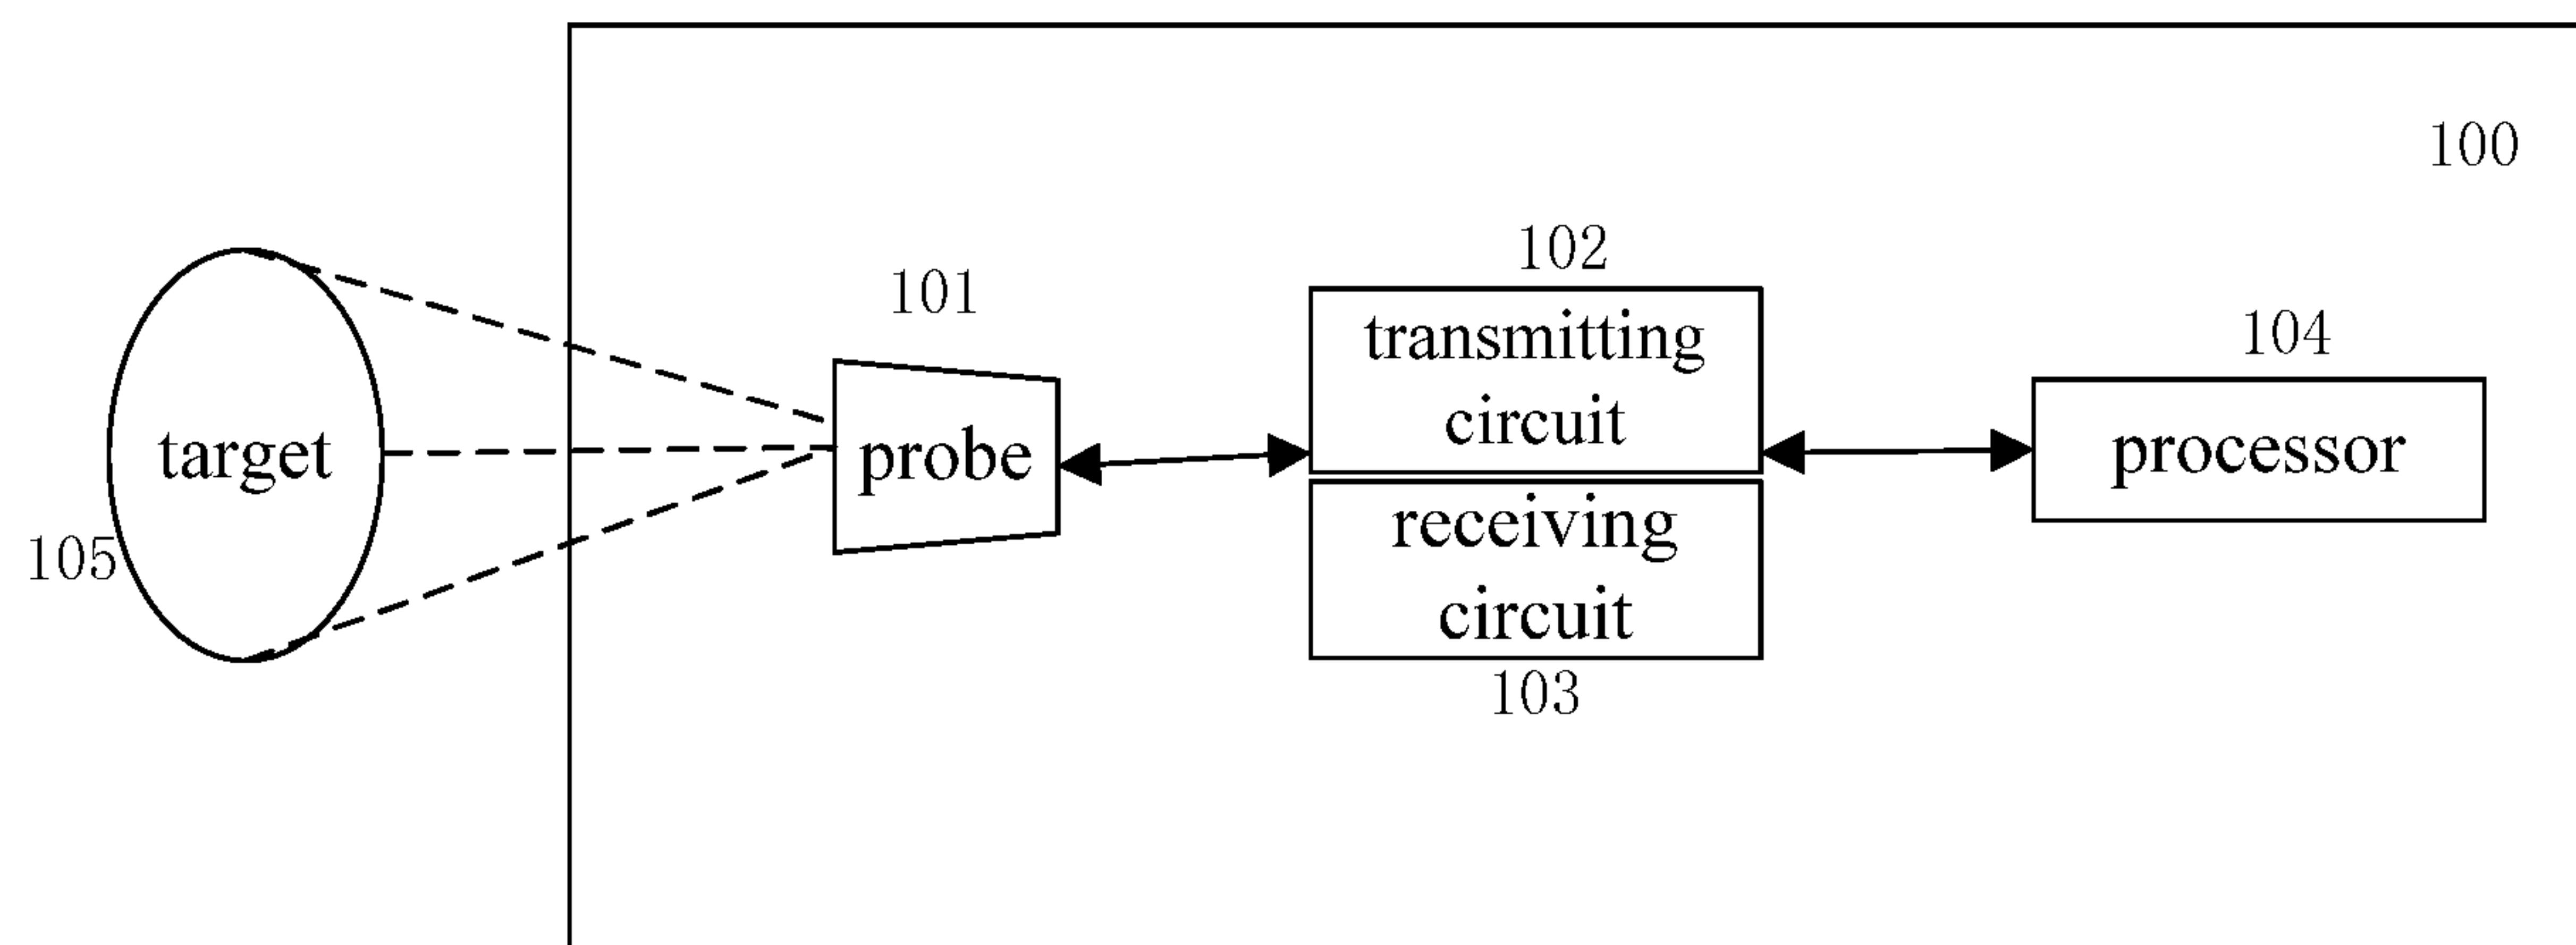 100
102
101
104
transmitting
circuit
target
probe
processor
receiving
circuit
105
103